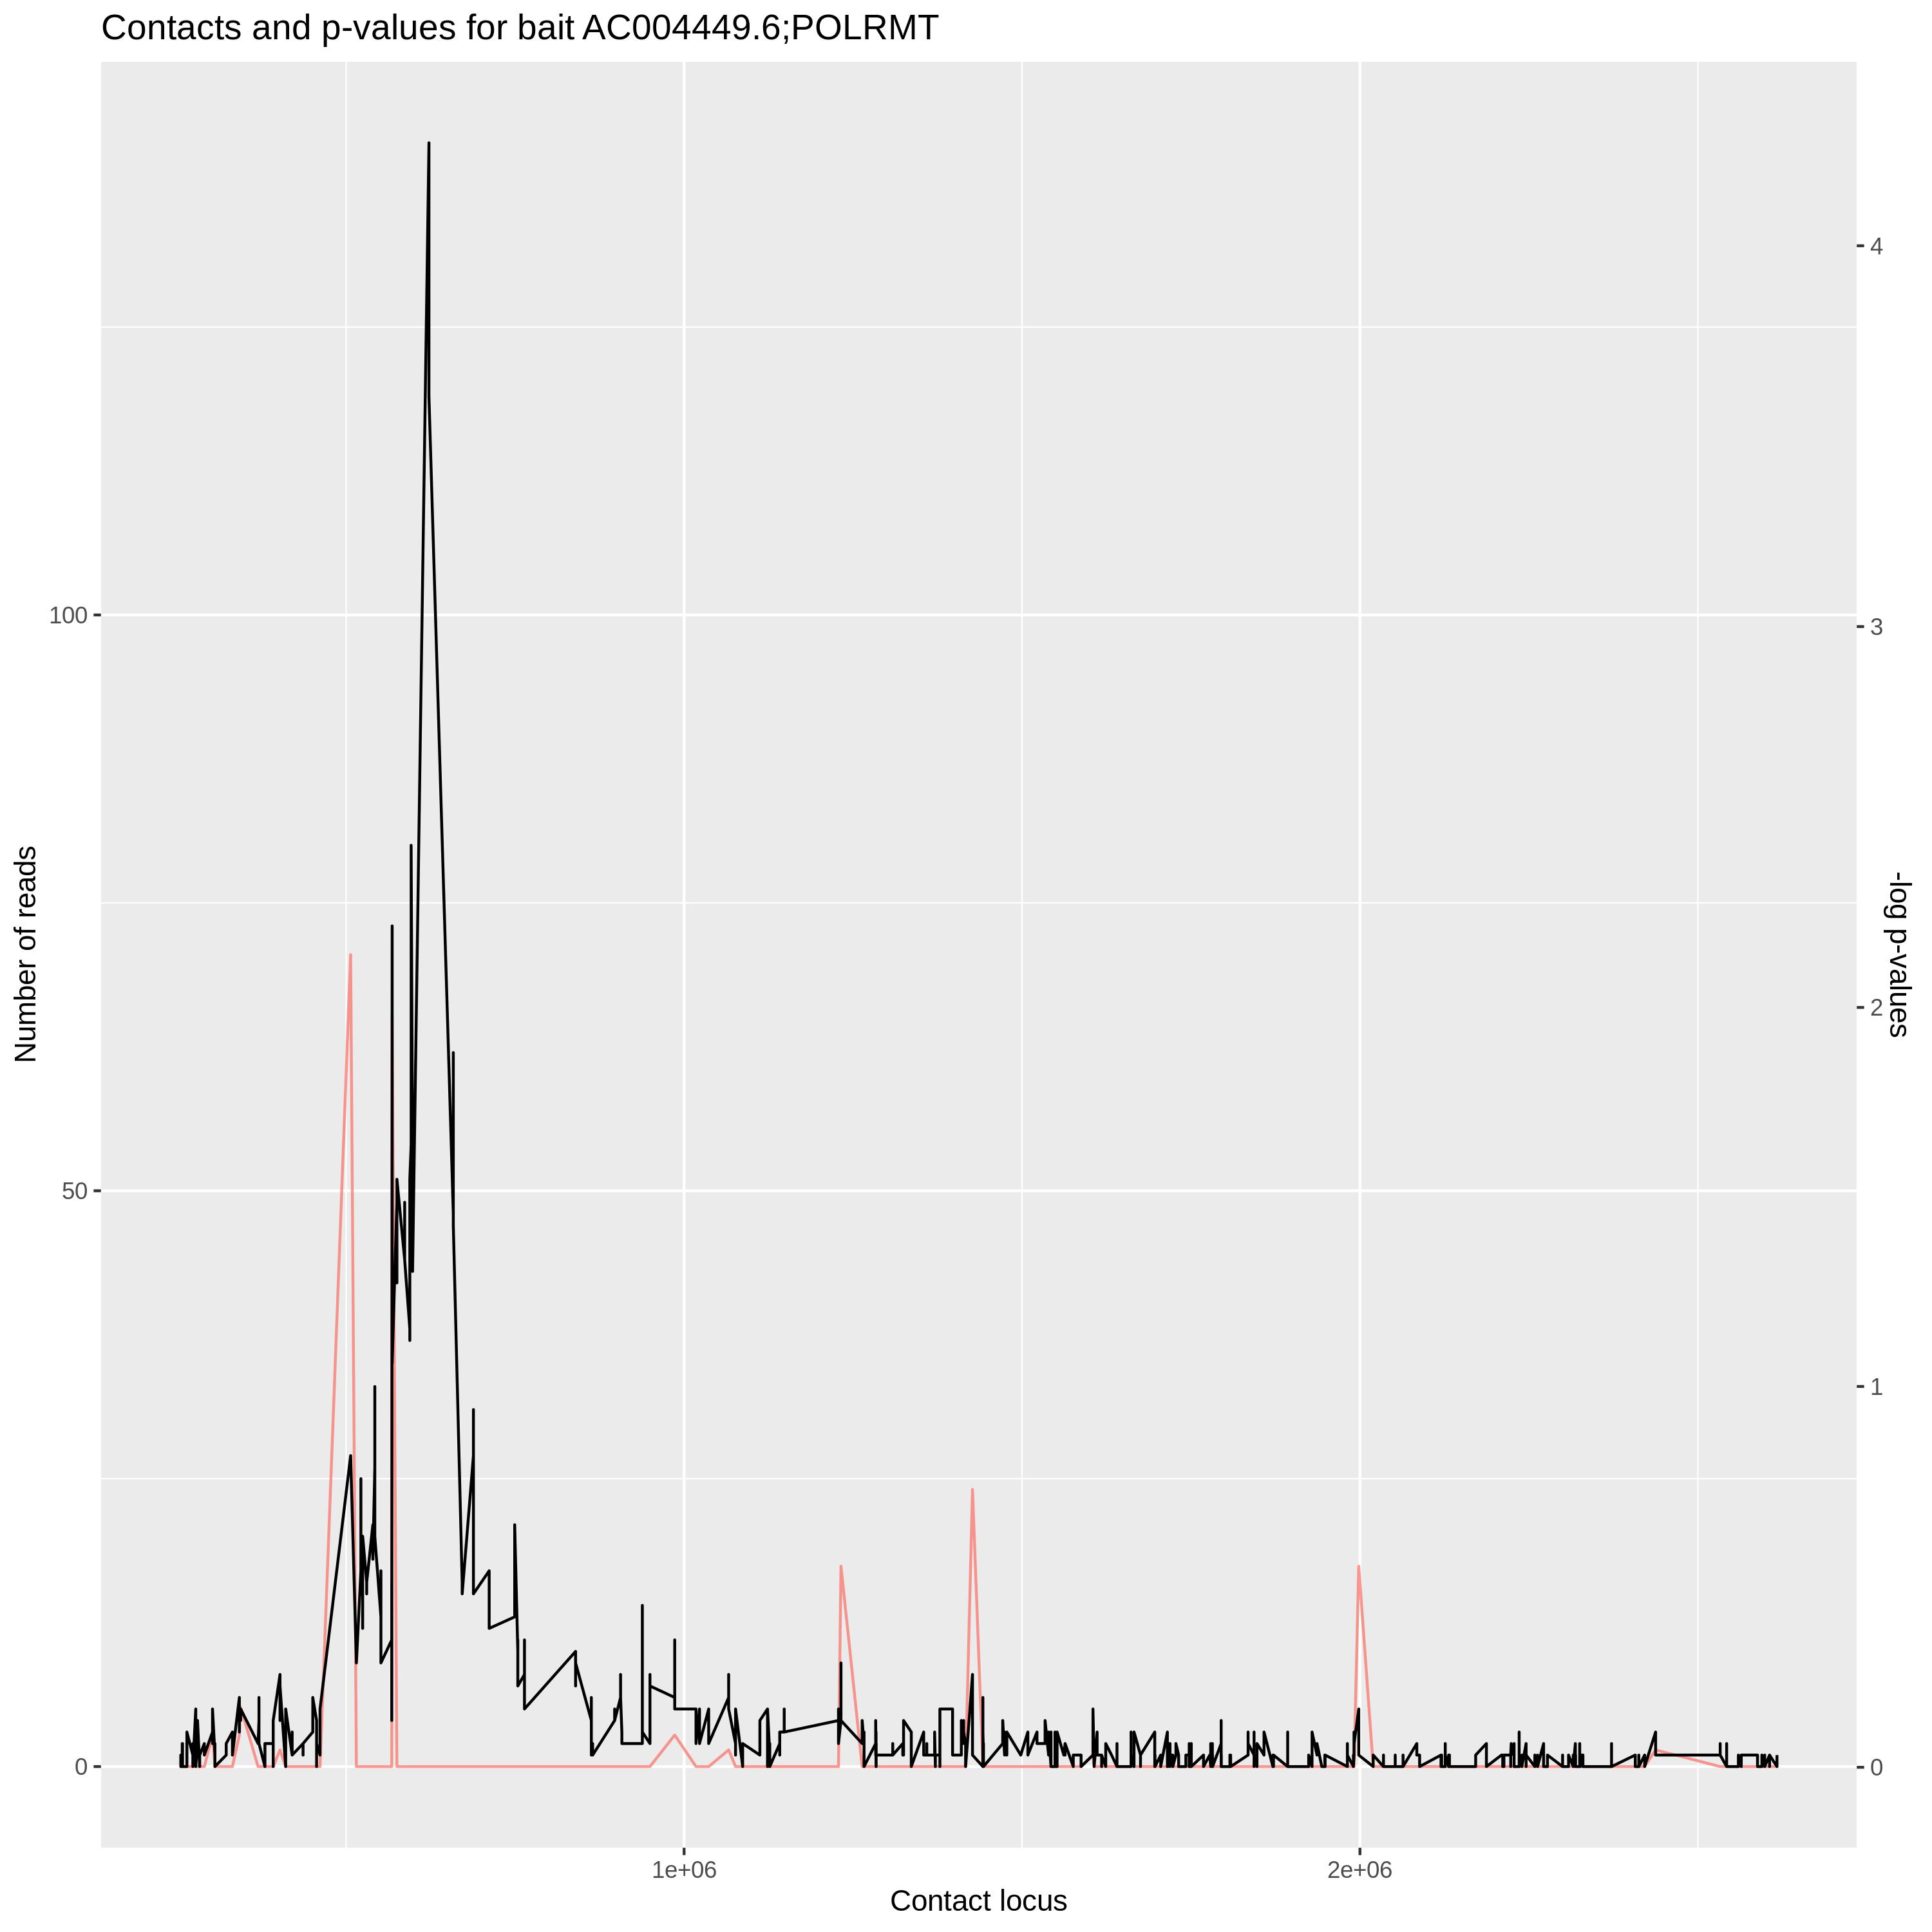 Contacts and p-values for bait AC004449.6;POLRMT
Number of reads
100
50
0
4
3
2
1
0
-log p-values
1e+06
2e+06
Contact locus